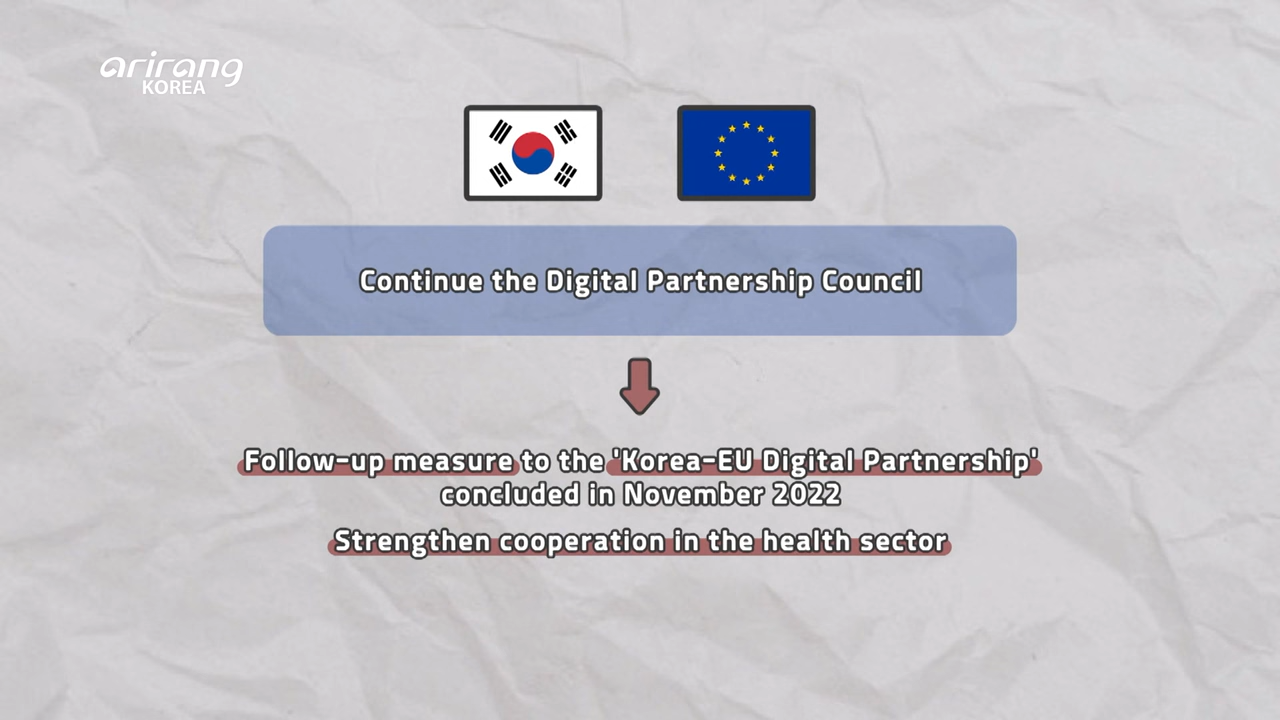 arirang
KOREA
Continue the Digital Partnership Council
Follow-up measure to the 'Korea-EU Digital Partnership'
concluded in November 2022
Strengthen cooperation in the health sector